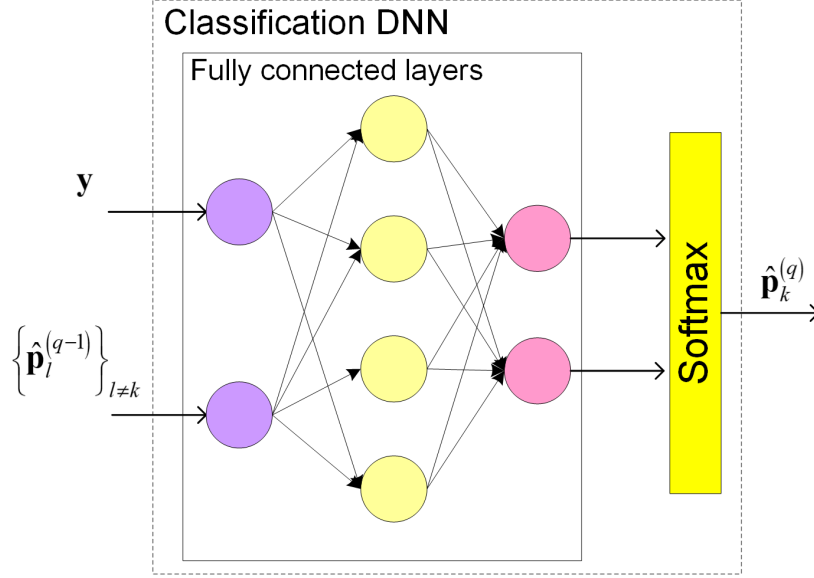 Classification DNN
Fully connected layers
y
{p̂_l^(q−1)}_{l≠k}
Softmax
p̂_k^(q)